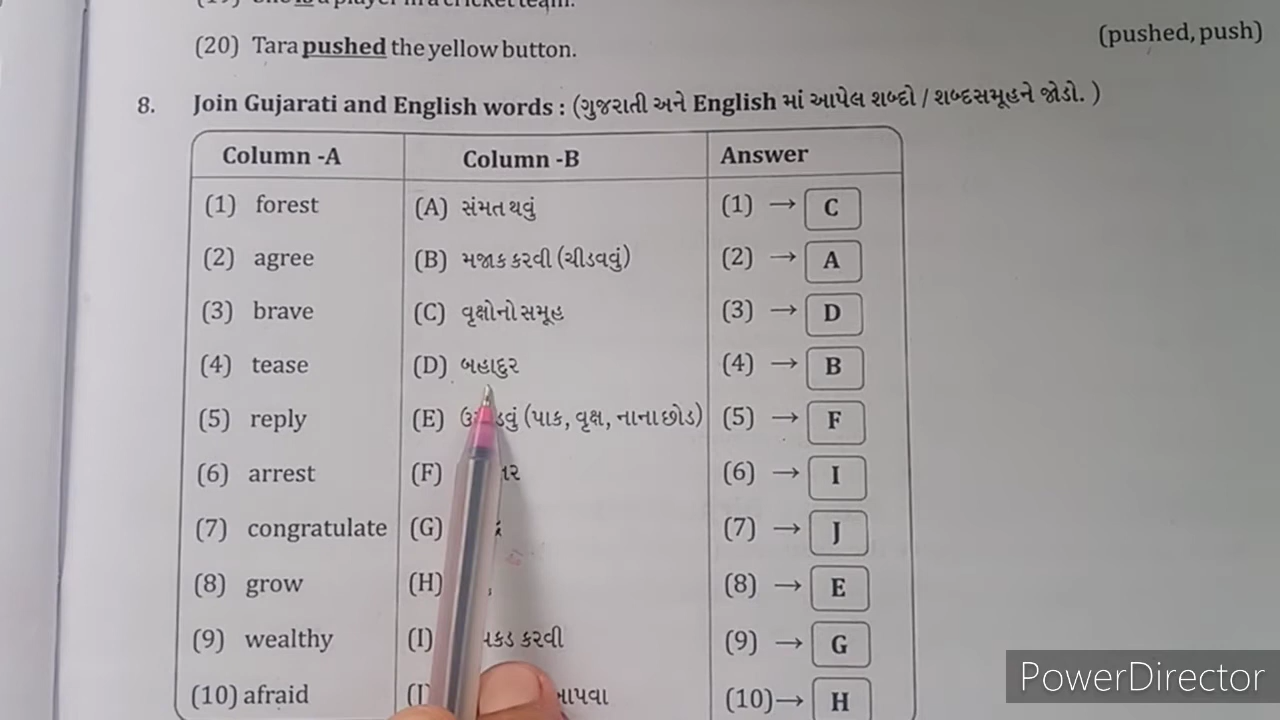 (20) Tara pushed the yellow button. (pushed, push)
8. Join Gujarati and English words : (ગુજરાતી અને English માં આપેલ શબ્દો / શબ્દસમૂહને જોડો. )
Column -A Column -B Answer
(1) forest (A) સંમત થવું (1) → C
(2) agree (B) મજાક કરવી (ચીડવવું) (2) → A
(3) brave (C) વૃક્ષોનો સમૂહ (3) → D
(4) tease (D) બહાદુર (4) → B
(5) reply (E) (પાક, વૃક્ષ, નાના છોડ) (5) → F
(6) arrest (F) (6) → I
(7) congratulate (G) (7) → J
(8) grow (H) (8) → E
(9) wealthy (I) કરવી (9) → G
(10) afraid (10) → H
PowerDirector